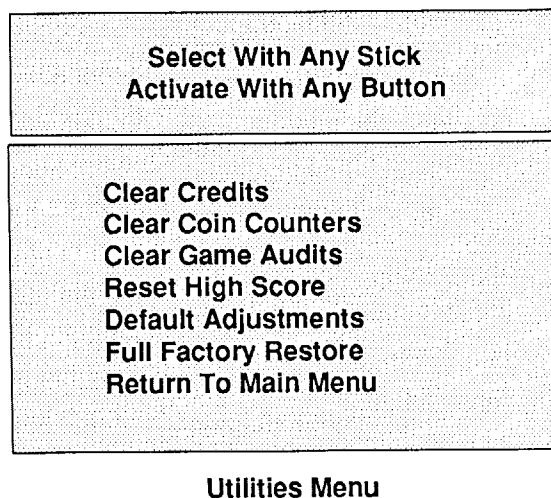 Select With Any Stick
Activate With Any Button
Clear Credits
Clear Coin Counters
Clear Game Audits
Reset High Score
Default Adjustments
Full Factory Restore
Return To Main Menu
Utilities Menu